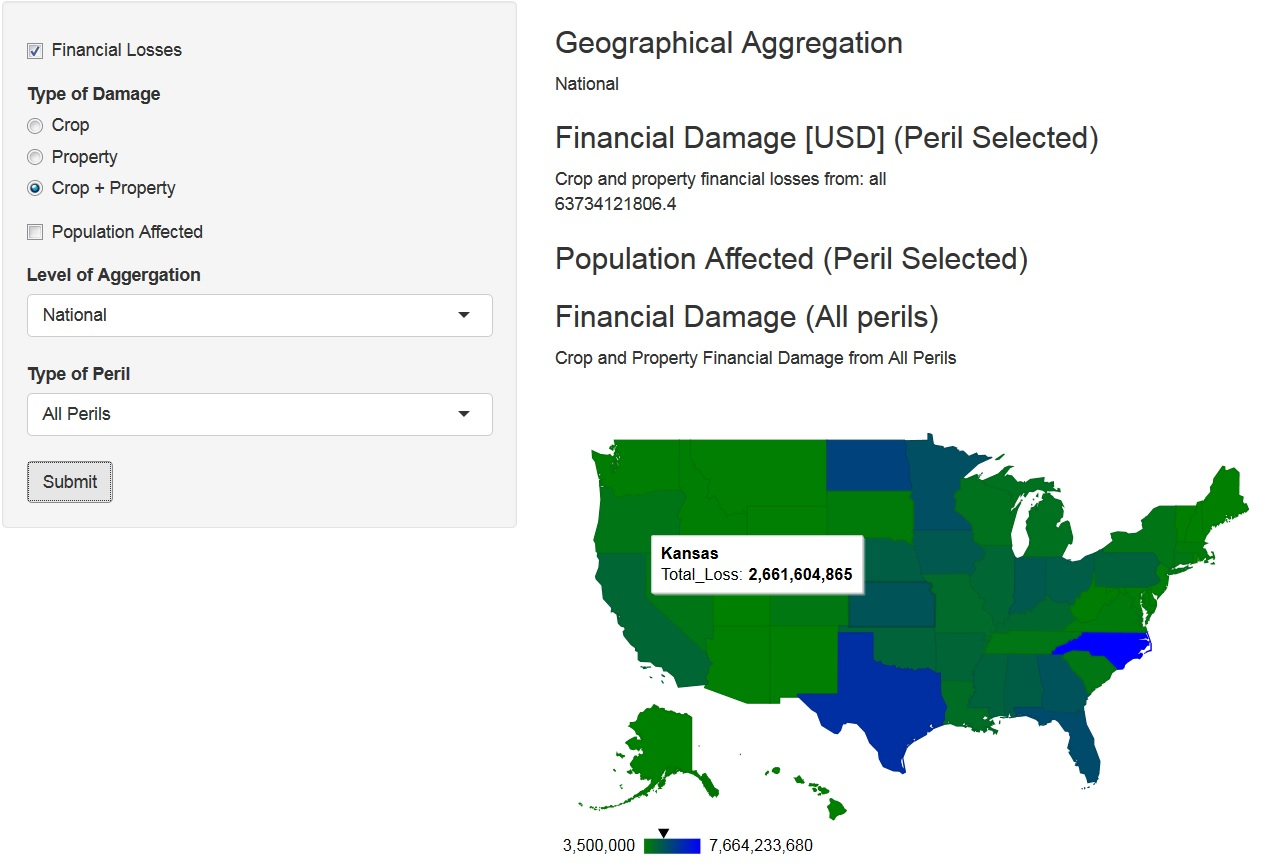 Financial Losses
Type of Damage
Crop
Property
Crop + Property
Population Affected
Level of Aggergation
National
Type of Peril
All Perils
Submit
Geographical Aggregation
National
Financial Damage [USD] (Peril Selected)
Crop and property financial losses from: all
63734121806.4
Population Affected (Peril Selected)
Financial Damage (All perils)
Crop and Property Financial Damage from All Perils
Kansas
Total_Loss: 2,661,604,865
3,500,000 7,664,233,680